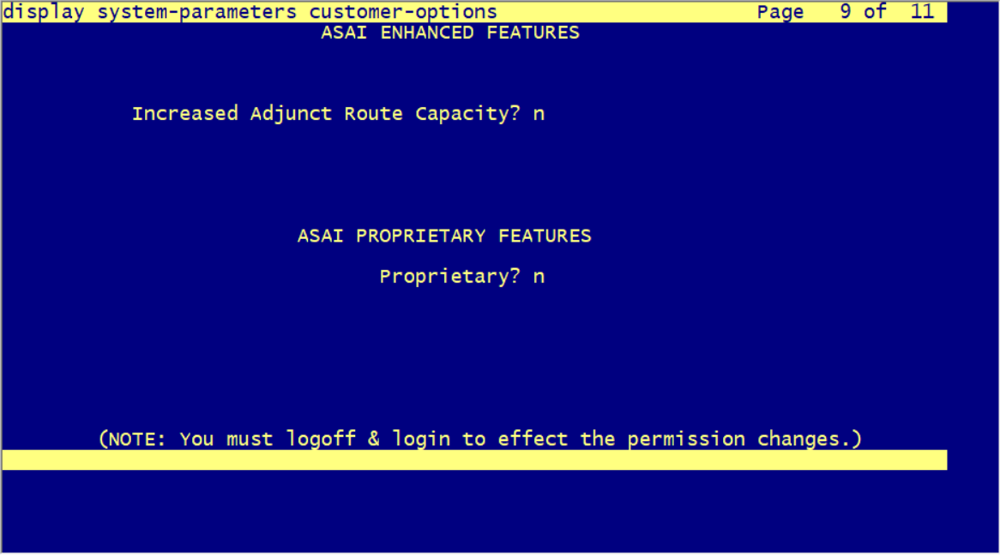 display system-parameters customer-options Page 9 of 11
ASAI ENHANCED FEATURES
Increased Adjunct Route Capacity? n
ASAI PROPRIETARY FEATURES
Proprietary? n
(NOTE: You must logoff & login to effect the permission changes.)